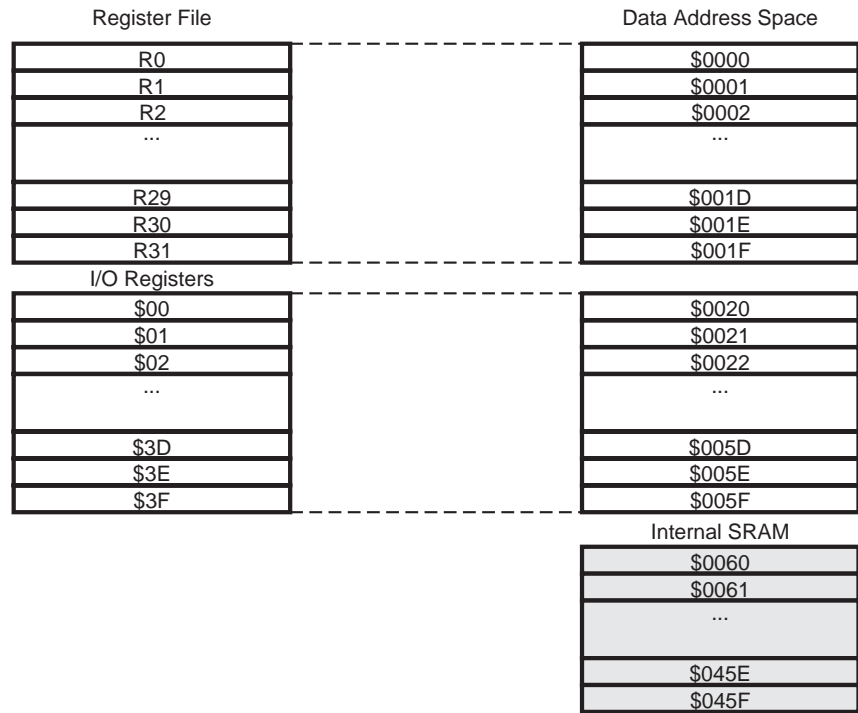 Register File
Data Address Space
R0
$0000
R1
$0001
R2
$0002
...
...
R29
$001D
R30
$001E
R31
$001F
I/O Registers
$00
$0020
$01
$0021
$02
$0022
...
...
$3D
$005D
$3E
$005E
$3F
$005F
Internal SRAM
$0060
$0061
...
$045E
$045F